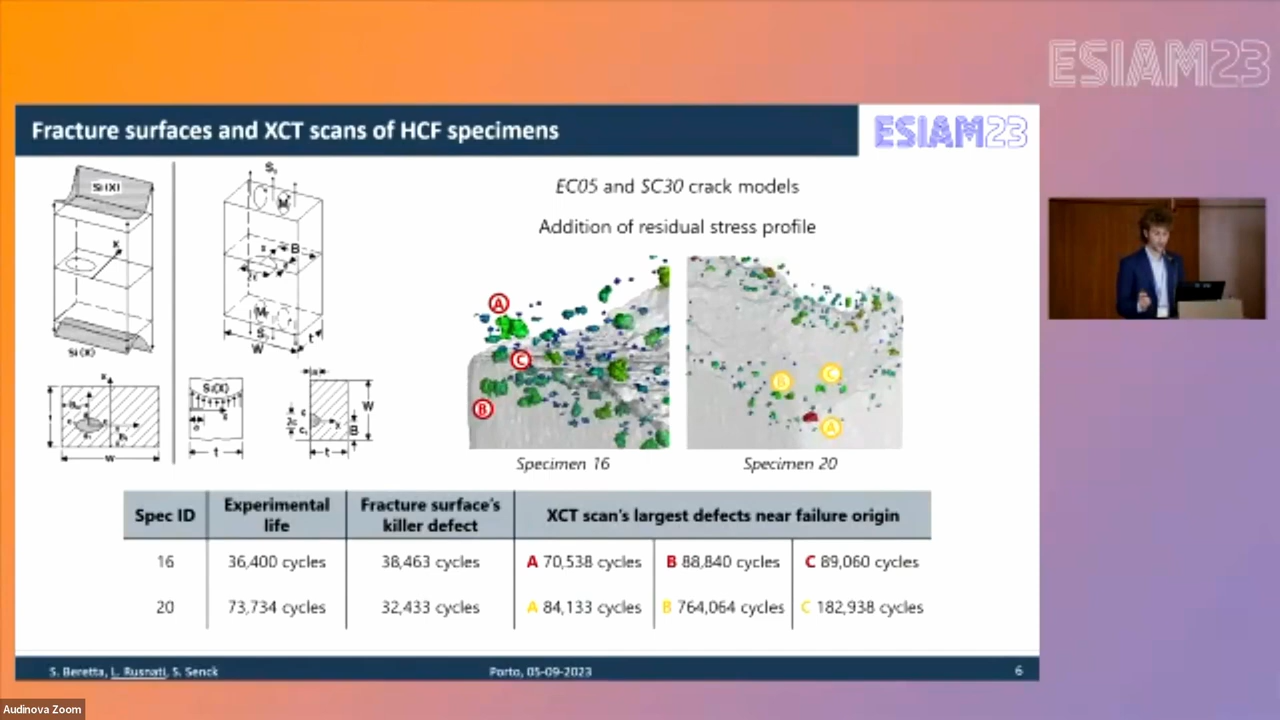 ESIAM23
Fracture surfaces and XCT scans of HCF specimens
ESIAM23
EC05 and SC30 crack models
Addition of residual stress profile
Si(X)
Si(X)
X
W
Si(X)
t
W
t
W
B
t
A
C
B
B
C
A
Specimen 16
Specimen 20
Spec ID
Experimental life
Fracture surface's killer defect
XCT scan's largest defects near failure origin
16 36,400 cycles 38,463 cycles A 70,538 cycles B 88,840 cycles C 89,060 cycles
20 73,734 cycles 32,433 cycles A 84,133 cycles B 764,064 cycles C 182,938 cycles
S. Beretta, L. Rusnati, S. Senck
Porto, 05-09-2023
6
Audinova Zoom